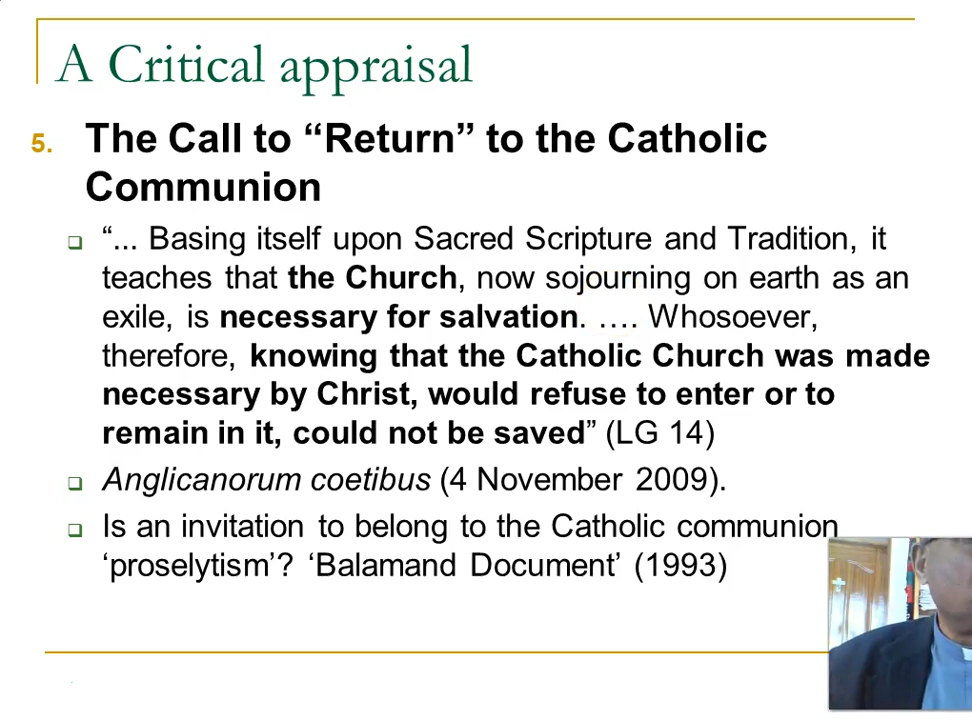 A Critical appraisal
5. The Call to “Return” to the Catholic
Communion
“... Basing itself upon Sacred Scripture and Tradition, it
teaches that the Church, now sojourning on earth as an
exile, is necessary for salvation. …. Whosoever,
therefore, knowing that the Catholic Church was made
necessary by Christ, would refuse to enter or to
remain in it, could not be saved” (LG 14)
Anglicanorum coetibus (4 November 2009).
Is an invitation to belong to the Catholic communion
‘proselytism’? ‘Balamand Document’ (1993)